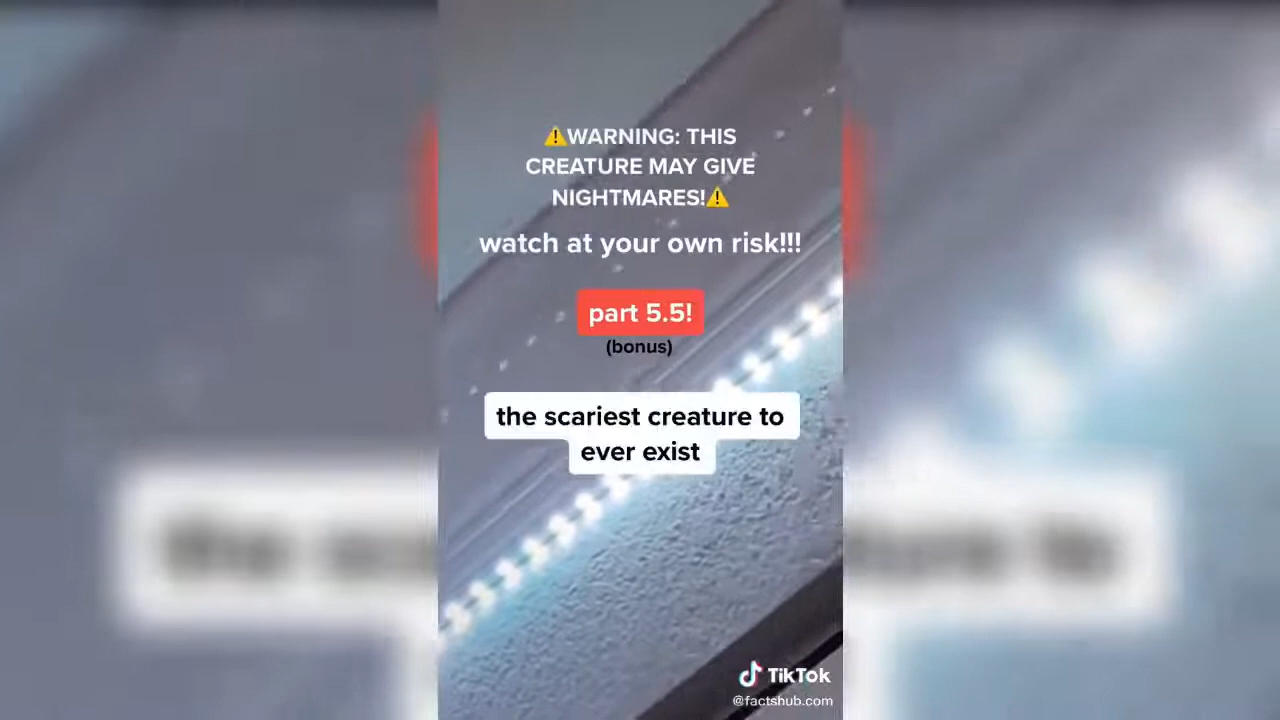 ⚠️WARNING: THIS
CREATURE MAY GIVE
NIGHTMARES!⚠️
watch at your own risk!!!
part 5.5!
(bonus)
the scariest creature to
ever exist
TikTok
@factshub.com